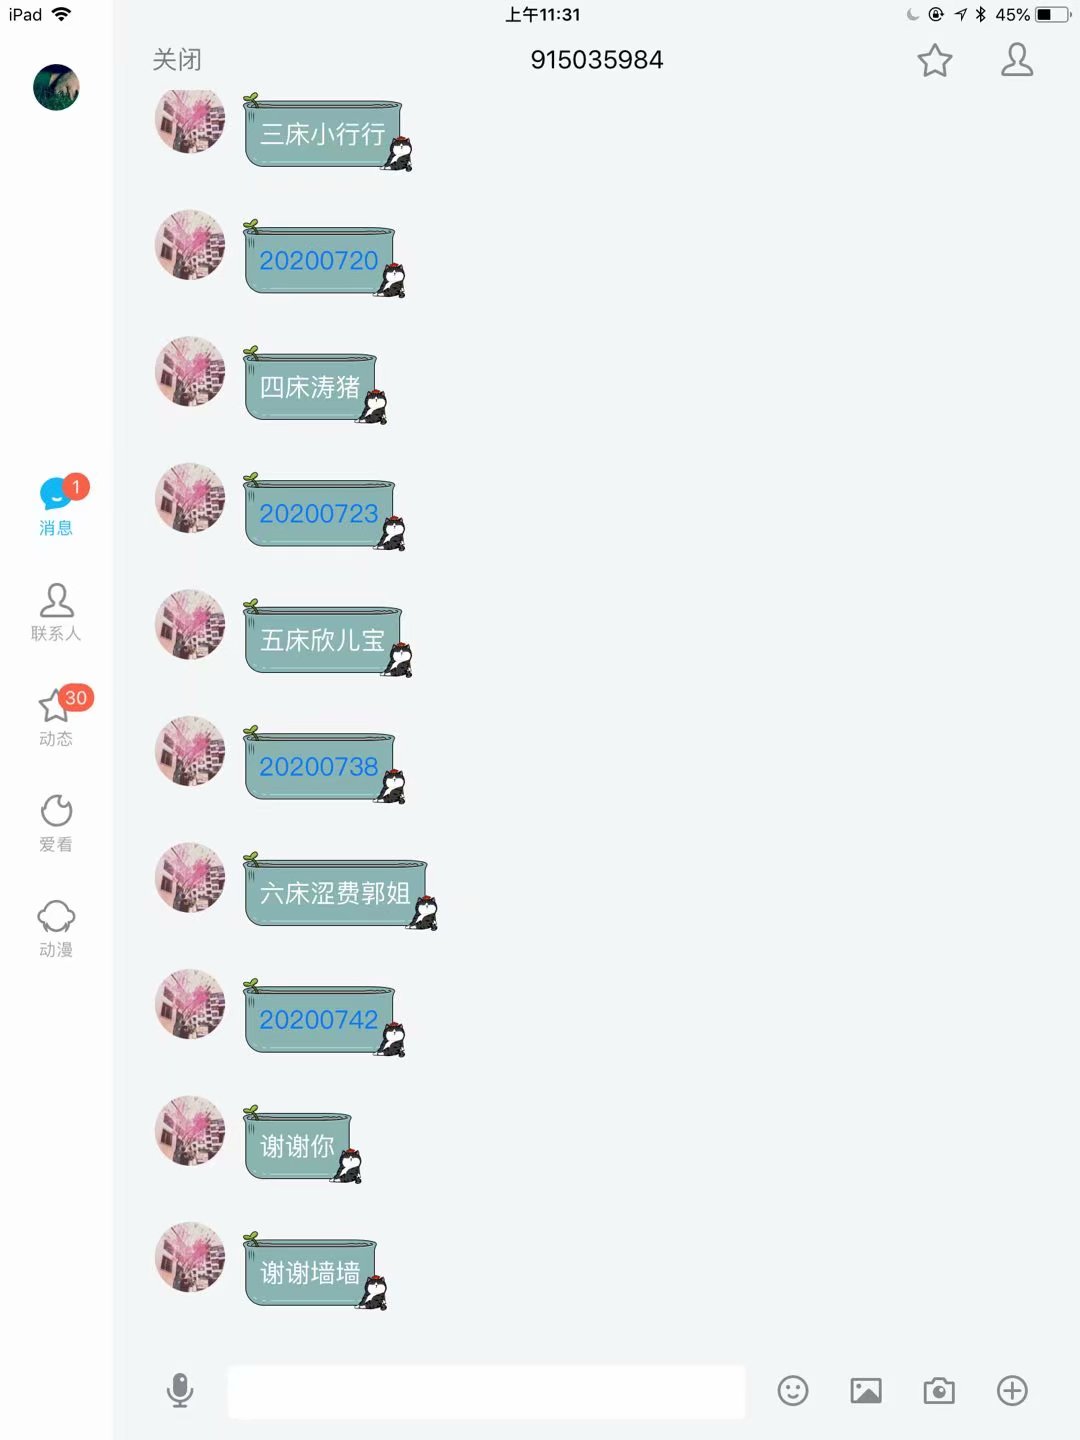 iPad
上午11:31
45%
关闭
915035984
三床小行行
20200720
四床涛猪
20200723
五床欣儿宝
20200738
六床涩费郭姐
20200742
谢谢你
谢谢墙墙
1
消息
联系人
30
动态
爱看
动漫